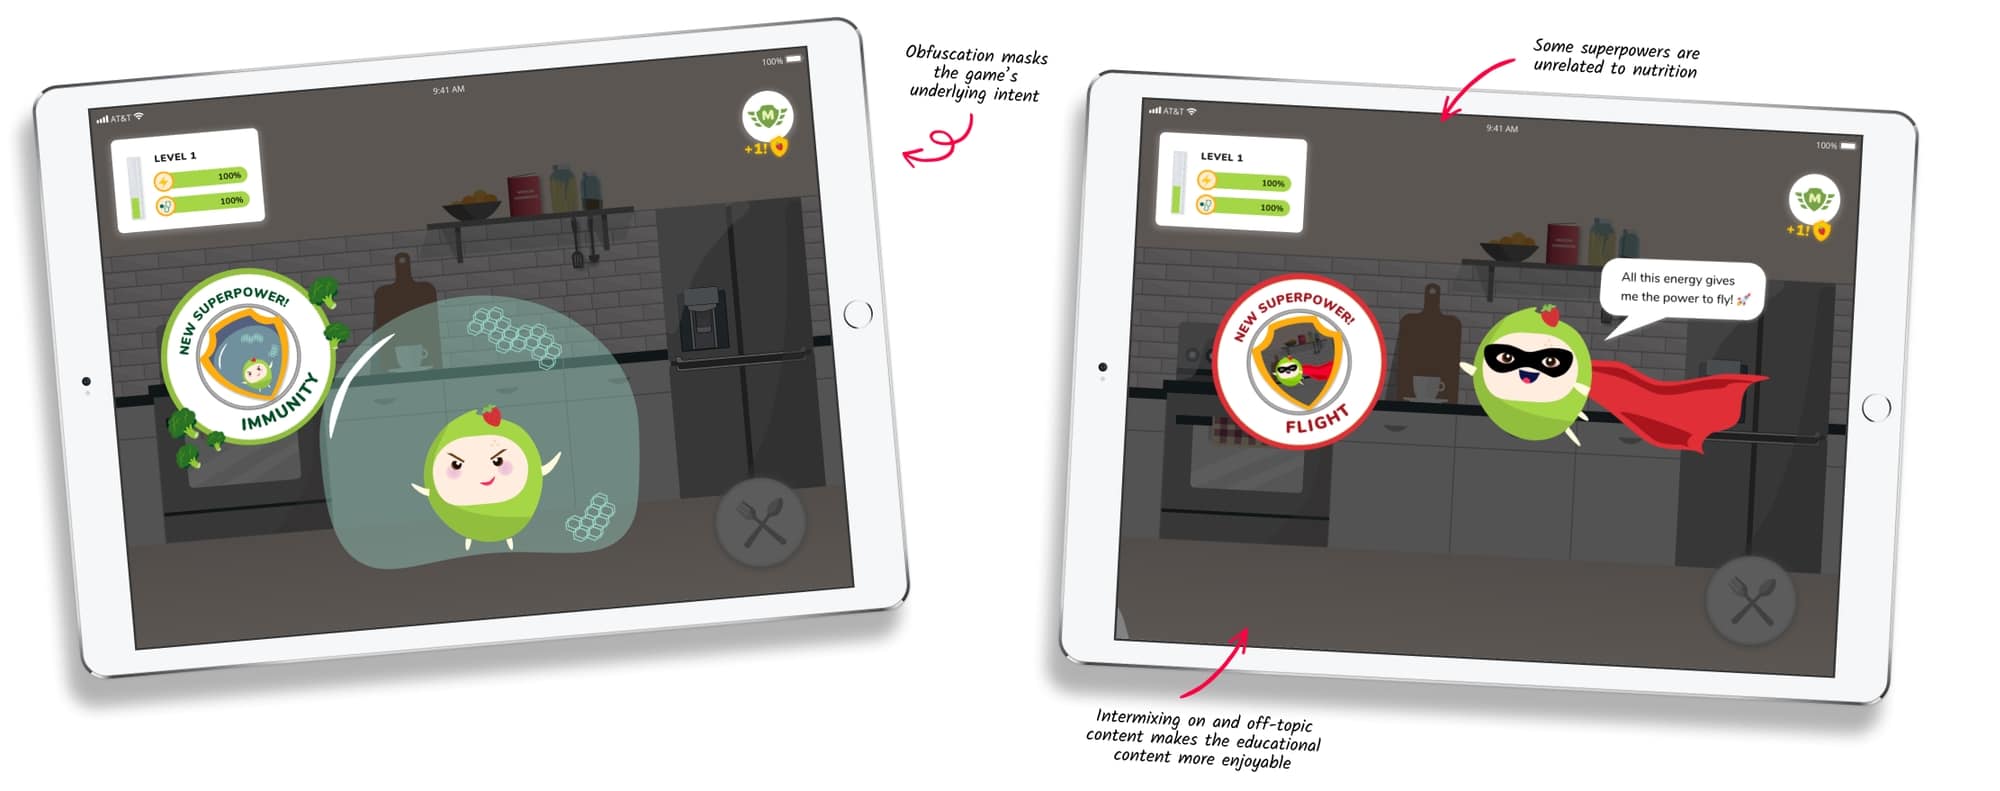 Obfuscation masks
the game's
underlying intent
Some superpowers are
unrelated to nutrition
AT&T
9:41 AM
100%
LEVEL 1
100%
100%
M
+1!
NEW SUPERPOWER!
IMMUNITY
AT&T
9:41 AM
100%
LEVEL 1
100%
100%
M
+1!
NEW SUPERPOWER!
FLIGHT
All this energy gives
me the power to fly! 🚀
Intermixing on and off-topic
content makes the educational
content more enjoyable